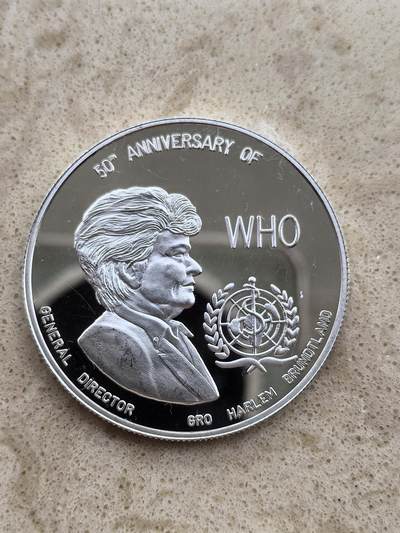 50TH ANNIVERSARY OF
WHO
GENERAL DIRECTOR GRO HARLEM BRUNDTLAND